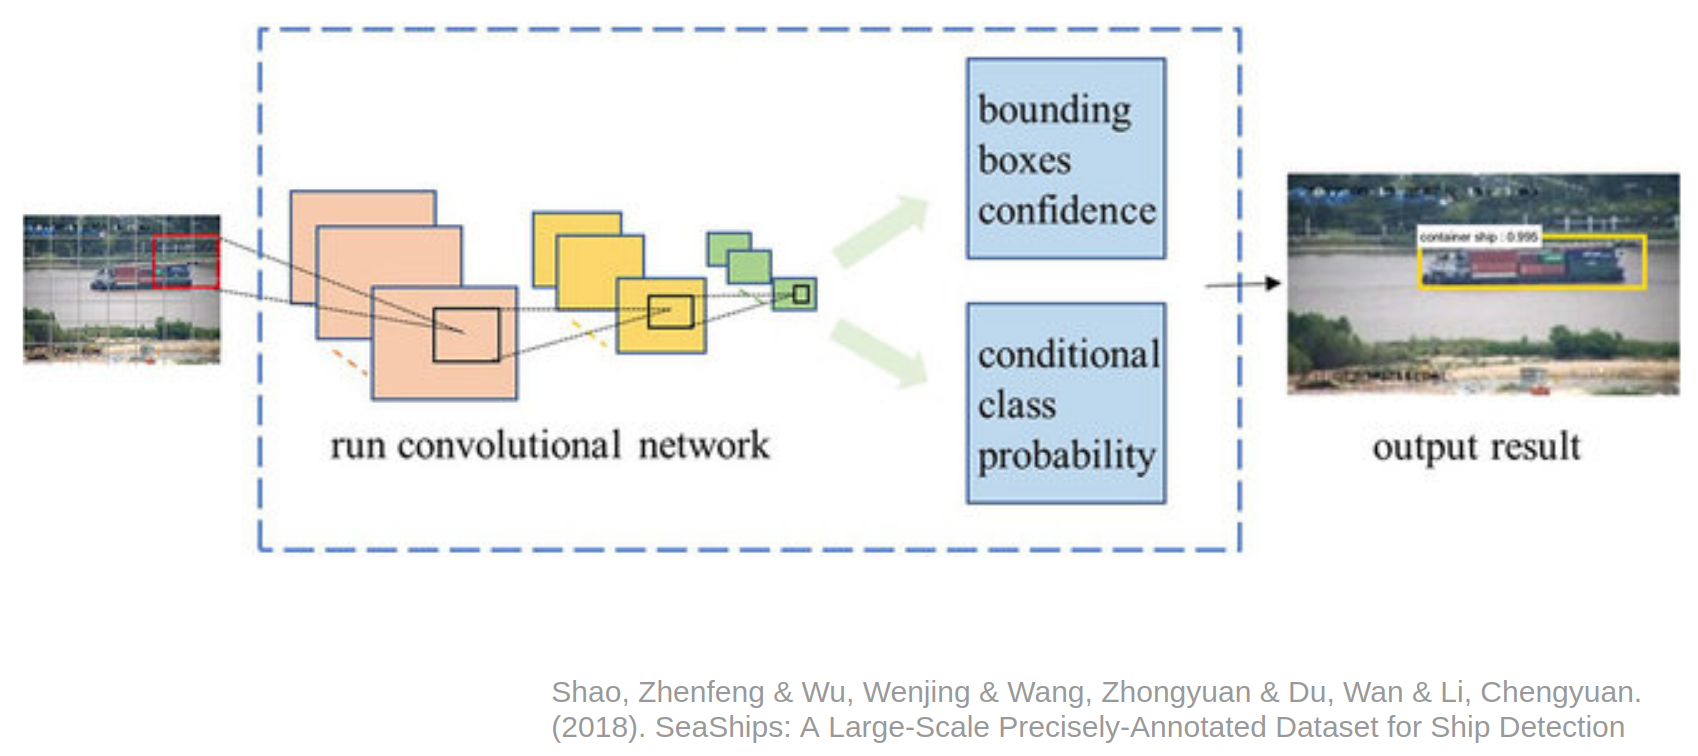 bounding
boxes
confidence
conditional
class
probability
run convolutional network
container ship : 0.995
output result
Shao, Zhenfeng & Wu, Wenjing & Wang, Zhongyuan & Du, Wan & Li, Chengyuan.
(2018). SeaShips: A Large-Scale Precisely-Annotated Dataset for Ship Detection